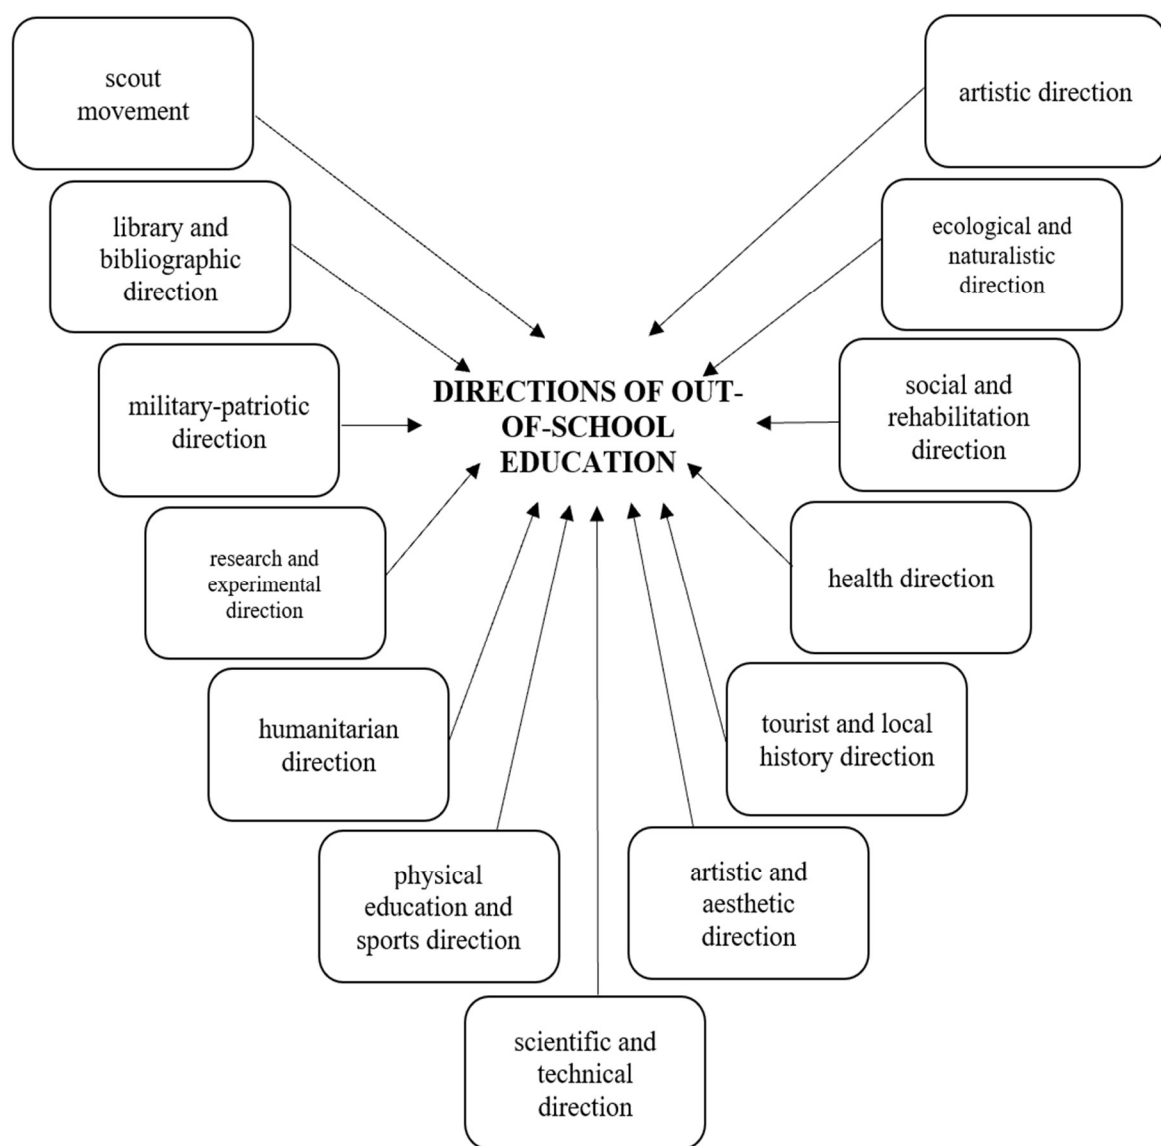 scout
movement
artistic direction
library and
bibliographic
direction
ecological and
naturalistic
direction
military-patriotic
direction
DIRECTIONS OF OUT-
OF-SCHOOL
EDUCATION
social and
rehabilitation
direction
research and
experimental
direction
health direction
humanitarian
direction
tourist and local
history direction
physical
education and
sports direction
artistic and
aesthetic
direction
scientific and
technical
direction